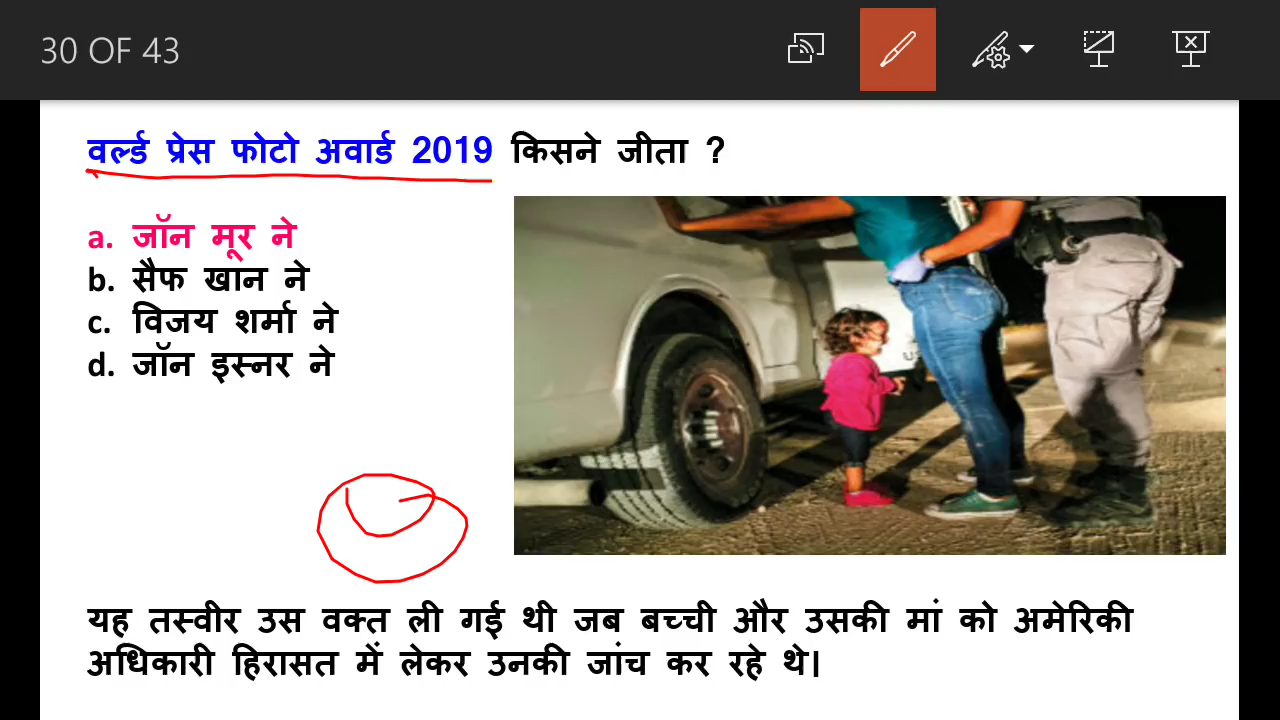 30 OF 43
वर्ल्ड प्रेस फोटो अवार्ड 2019 किसने जीता ?
a. जॉन मूर ने
b. सैफ खान ने
c. विजय शर्मा ने
d. जॉन इस्नर ने
यह तस्वीर उस वक्त ली गई थी जब बच्ची और उसकी मां को अमेरिकी
अधिकारी हिरासत में लेकर उनकी जांच कर रहे थे।